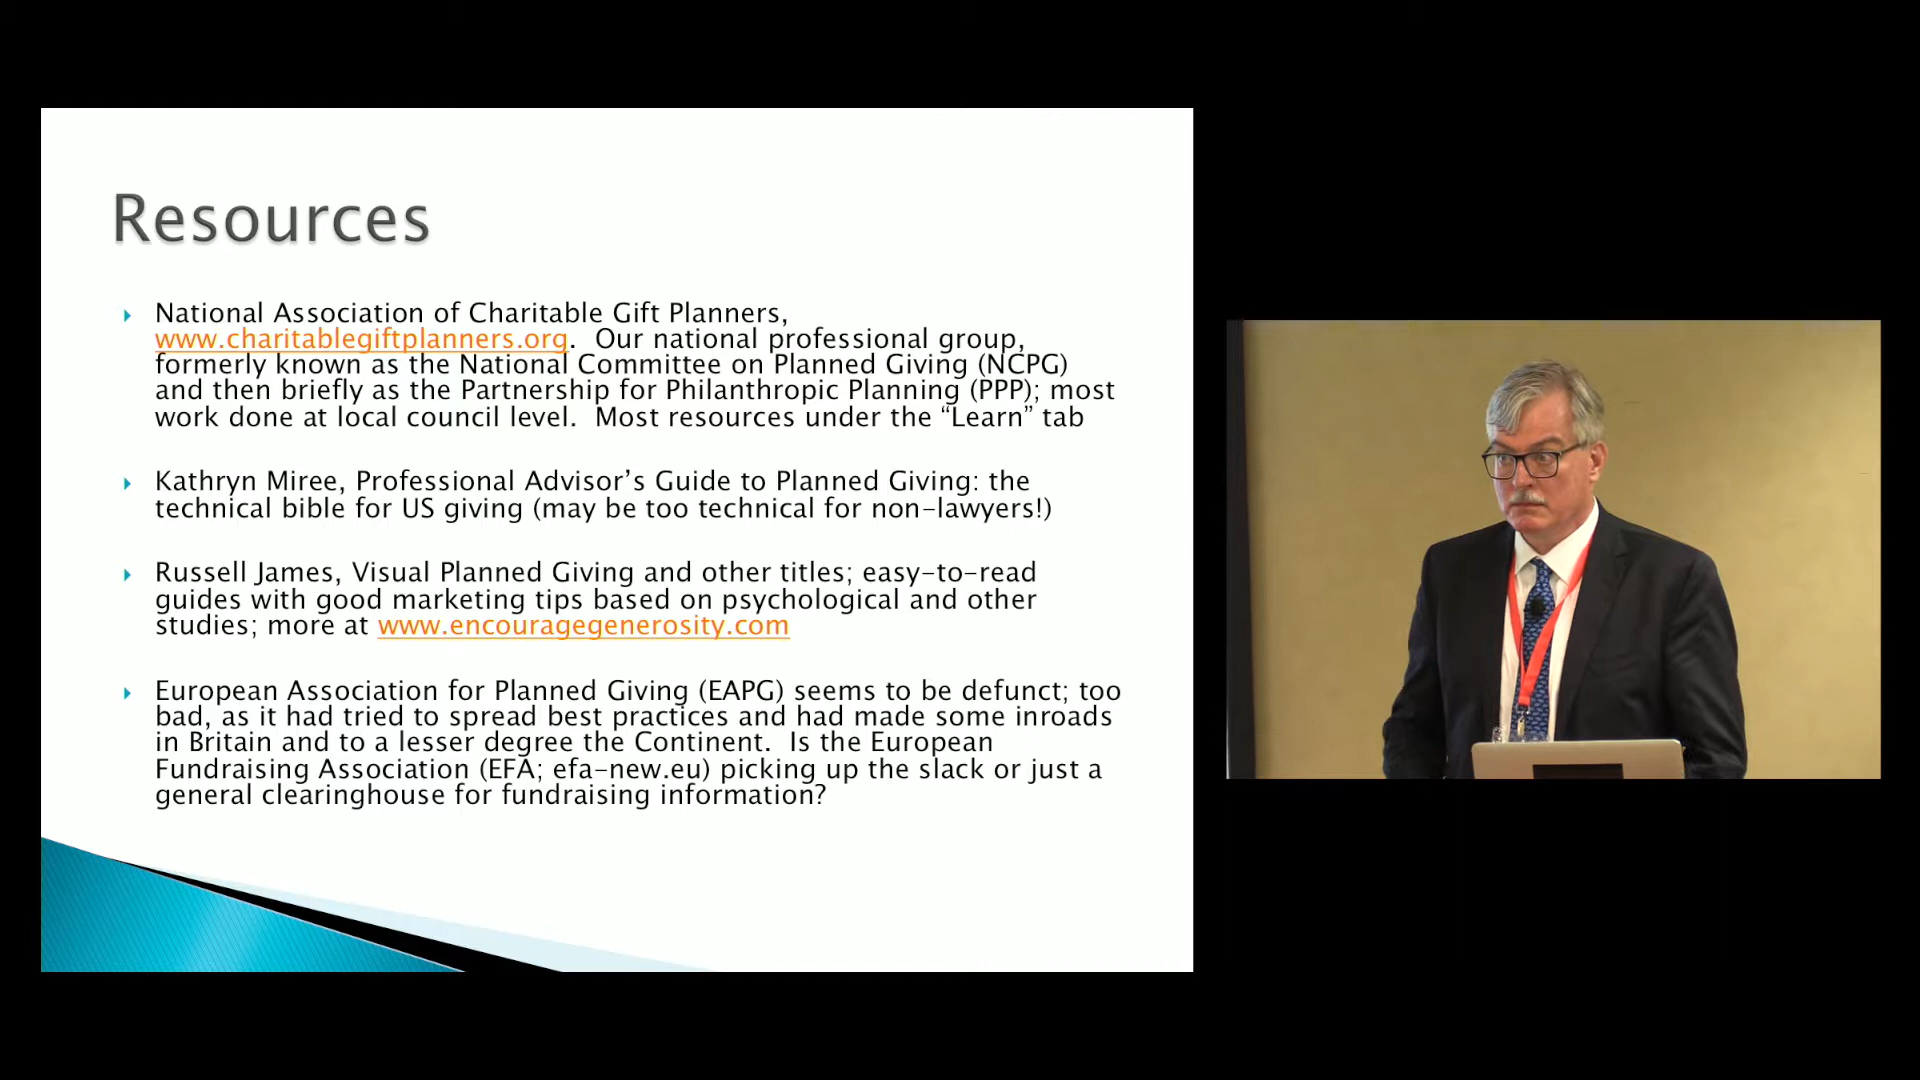 Resources
National Association of Charitable Gift Planners,
www.charitablegiftplanners.org.  Our national professional group,
formerly known as the National Committee on Planned Giving (NCPG)
and then briefly as the Partnership for Philanthropic Planning (PPP); most
work done at local council level.  Most resources under the “Learn” tab
Kathryn Miree, Professional Advisor’s Guide to Planned Giving: the
technical bible for US giving (may be too technical for non-lawyers!)
Russell James, Visual Planned Giving and other titles; easy-to-read
guides with good marketing tips based on psychological and other
studies; more at www.encouragegenerosity.com
European Association for Planned Giving (EAPG) seems to be defunct; too
bad, as it had tried to spread best practices and had made some inroads
in Britain and to a lesser degree the Continent.  Is the European
Fundraising Association (EFA; efa-new.eu) picking up the slack or just a
general clearinghouse for fundraising information?